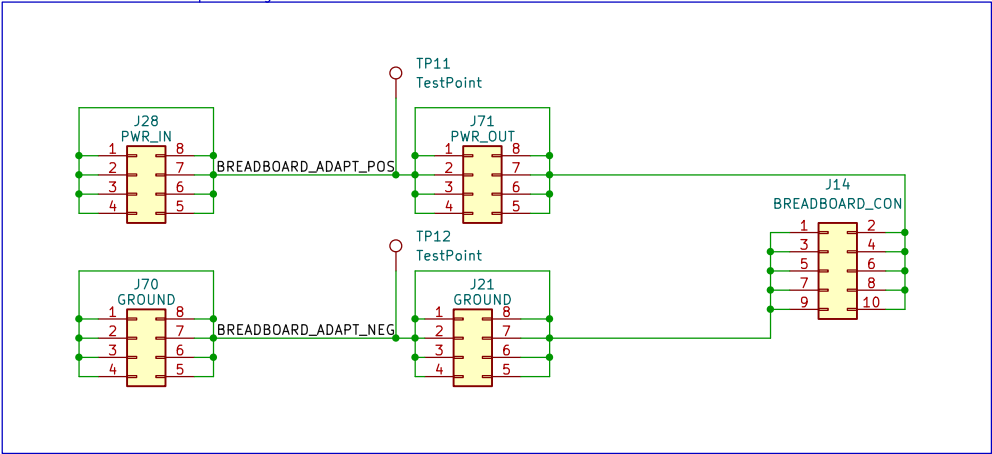 TP11
TestPoint
J28
PWR_IN
1 8
2 7
3 6
4 5
BREADBOARD_ADAPT_POS
J71
PWR_OUT
1 8
2 7
3 6
4 5
J14
BREADBOARD_CON
1 2
3 4
5 6
7 8
9 10
TP12
TestPoint
J70
GROUND
1 8
2 7
3 6
4 5
BREADBOARD_ADAPT_NEG
J21
GROUND
1 8
2 7
3 6
4 5